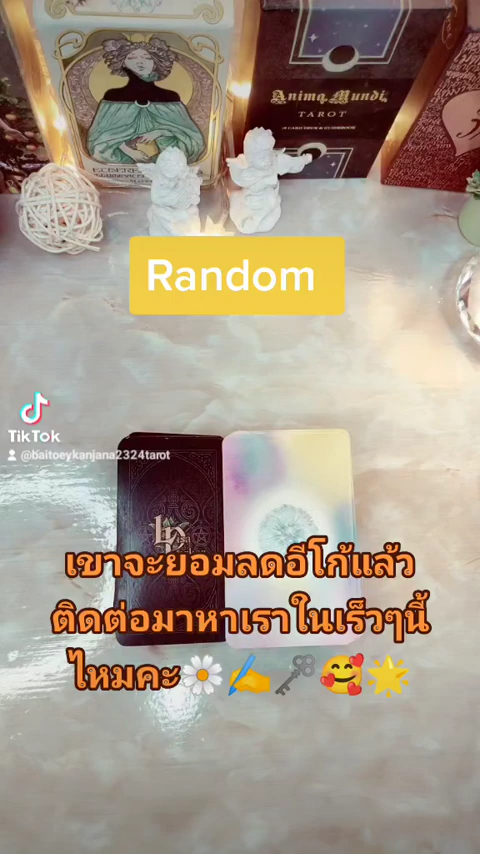 Anima Mundi
TAROT
Random
TikTok
@baitoeykanjana2324tarot
เขาจะยอมลดอีโก้แล้ว
ติดต่อมาหาเราในเร็วๆนี้
ไหมคะ🌼✍️🗝️🥰🌟